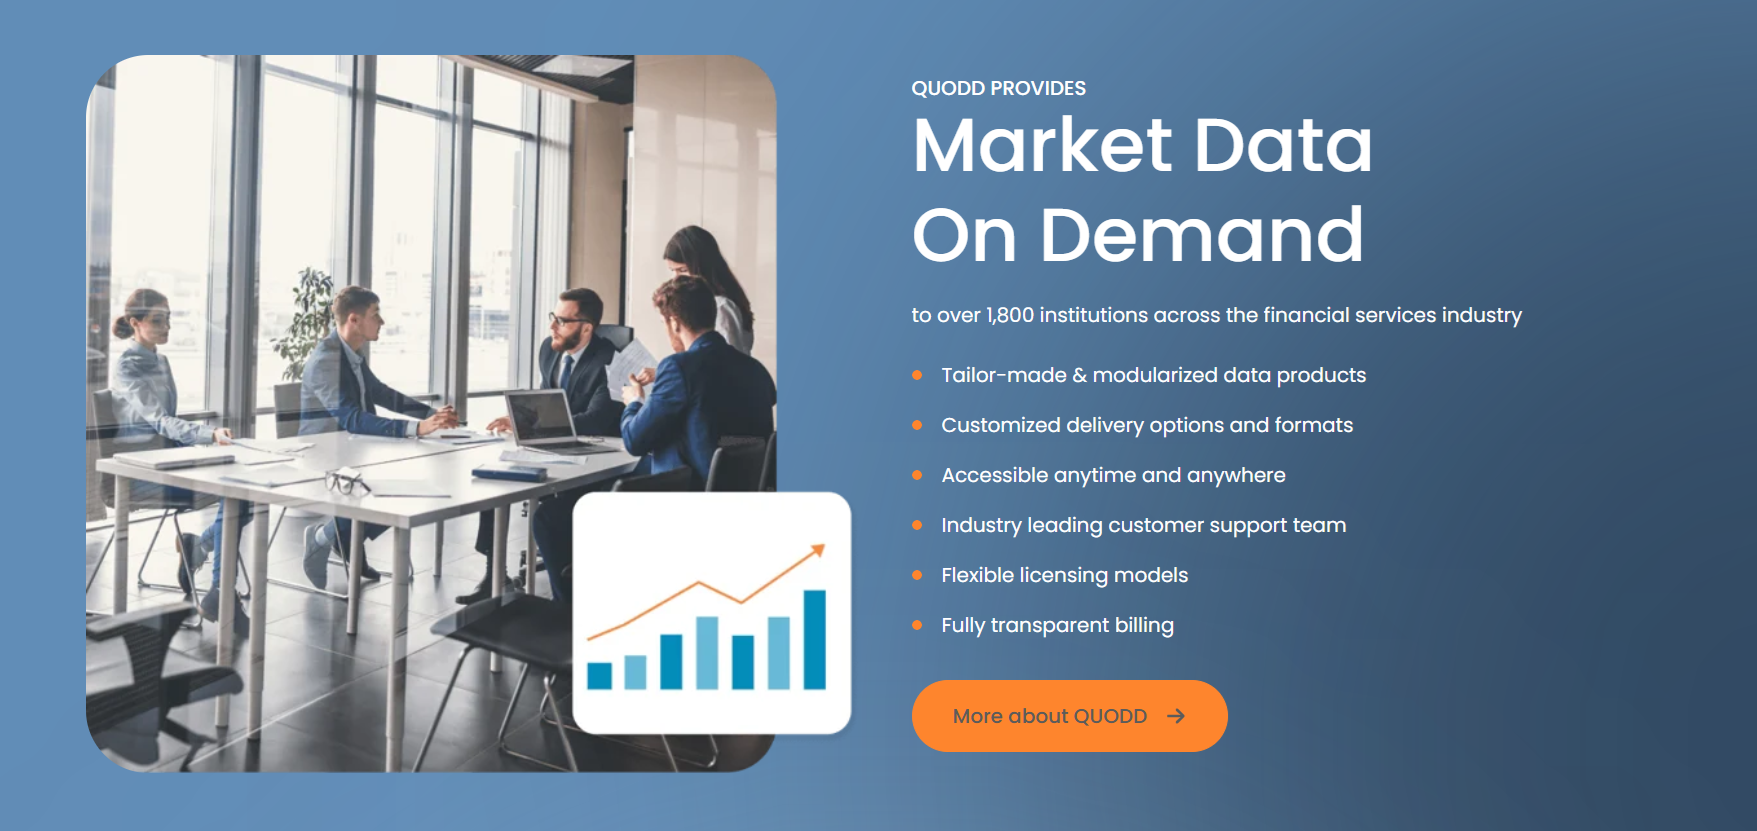 QUODD PROVIDES
Market Data
On Demand
to over 1,800 institutions across the financial services industry
Tailor-made & modularized data products
Customized delivery options and formats
Accessible anytime and anywhere
Industry leading customer support team
Flexible licensing models
Fully transparent billing
More about QUODD →